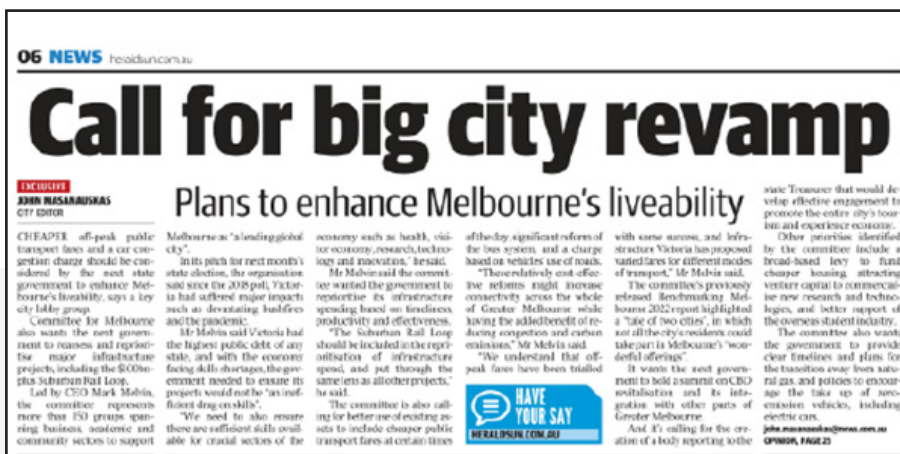 06 NEWS heraldsun.com.au
Call for big city revamp
EXCLUSIVE
JOHN MASANAUSKAS
CITY EDITOR
Plans to enhance Melbourne's liveability
CHEAPER off-peak public
transport fares and a car con-
gestion charge should be con-
sidered by the next state
government to enhance Mel-
bourne's liveability, says a key
city lobby group.
Committee for Melbourne
also wants the next govern-
ment to reassess and repriori-
tise major infrastructure
projects, including the $100bn-
plus Suburban Rail Loop.
Led by CEO Mark Melvin,
the committee represents
more than 150 groups span-
ning business, academic and
community sectors to support
Melbourne as "a leading global
city".
In its pitch for next month's
state election, the organisation
said since the 2018 poll, Victor-
ia had suffered major impacts
such as devastating bushfires
and the pandemic.
Mr Melvin said Victoria had
the highest public debt of any
state, and with the economy
facing skills shortages, the gov-
ernment needed to ensure its
projects would not be "an inef-
ficient drag on skills".
"We need to also ensure
there are sufficient skills avail-
able for crucial sectors of the
economy such as health, visi-
tor economy, research, techno-
logy and innovation," he said.
Mr Melvin said the commit-
tee wanted the government to
reprioritise its infrastructure
spending based on timeliness,
productivity and effectiveness.
"The Suburban Rail Loop
should be included in the repri-
oritisation of infrastructure
spend, and put through the
same lens as all other projects,"
he said.
The committee is also call-
ing for better use of existing as-
sets to include cheaper public
transport fares at certain times
of the day, significant reform of
the bus system, and a charge
based on vehicles' use of roads.
"These relatively cost-effec-
tive reforms might increase
connectivity across the whole
of Greater Melbourne while
having the added benefit of re-
ducing congestion and carbon
emissions," Mr Melvin said.
"We understand that off-
peak fares have been trialled
HAVE
YOUR SAY
HERALDSUN.COM.AU
with some success, and Infra-
structure Victoria has proposed
varied fares for different modes
of transport," Mr Melvin said.
The committee's previously
released Benchmarking Mel-
bourne 2022 report highlighted
a "tale of two cities", in which
not all the city's residents could
take part in Melbourne's "won-
derful offerings".
It wants the next govern-
ment to hold a summit on CBD
revitalisation and its inte-
gration with other parts of
Greater Melbourne.
And it's calling for the cre-
ation of a body reporting to the
state Treasurer that would de-
velop effective engagement to
promote the entire city's tour-
ism and experience economy.
Other priorities identified
by the committee include a
broad-based levy to fund
cheaper housing, attracting
venture capital to commercial-
ise new research and techno-
logies, and better support of
the overseas student industry.
The committee also wants
the government to provide
clear timelines and plans for
the transition away from natu-
ral gas, and policies to encour-
age the take up of zero-
emission vehicles, including
electric cars.
john.masanauskas@news.com.au
OPINION, PAGE 25